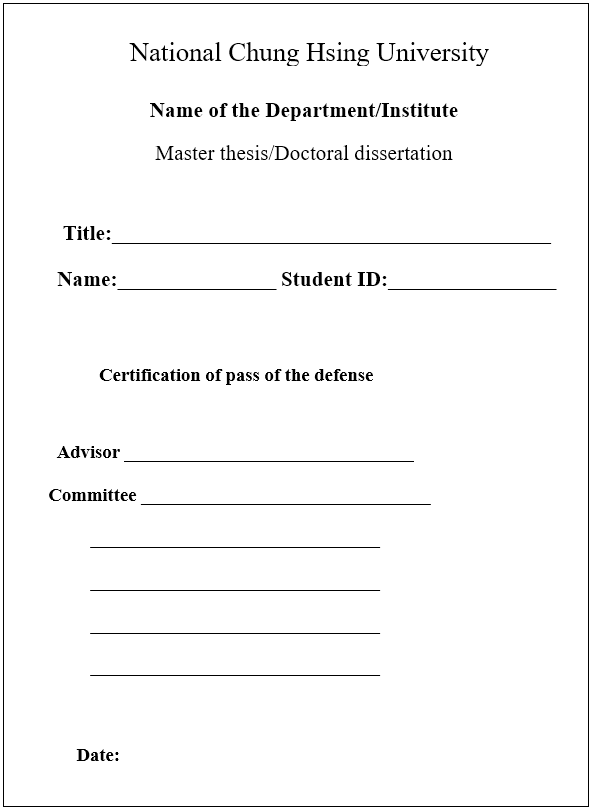 National Chung Hsing University
Name of the Department/Institute
Master thesis/Doctoral dissertation
Title:
Name: Student ID:
Certification of pass of the defense
Advisor
Committee
Date: